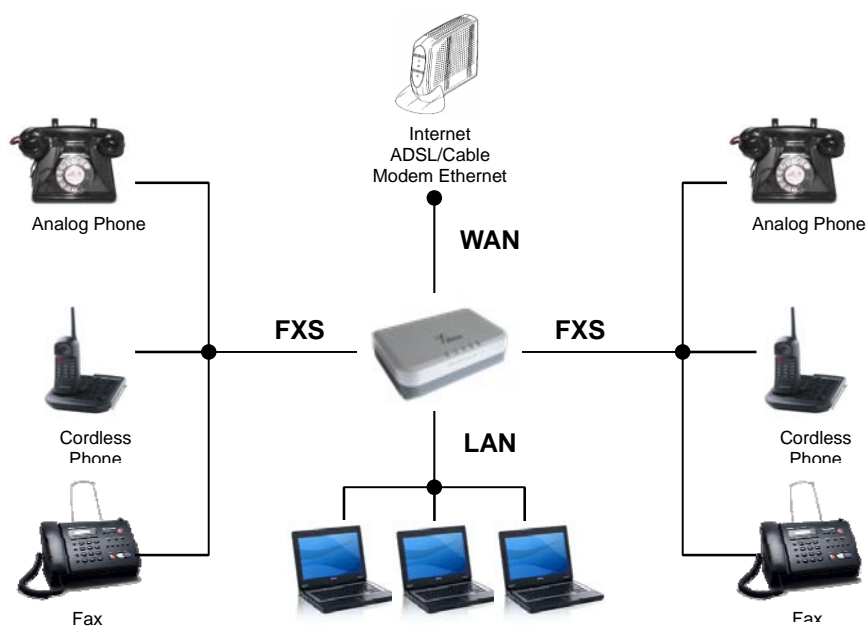 Internet
ADSL/Cable
Modem Ethernet
Analog Phone
Analog Phone
WAN
FXS
FXS
Cordless
Phone
LAN
Cordless
Phone
Fax
Fax